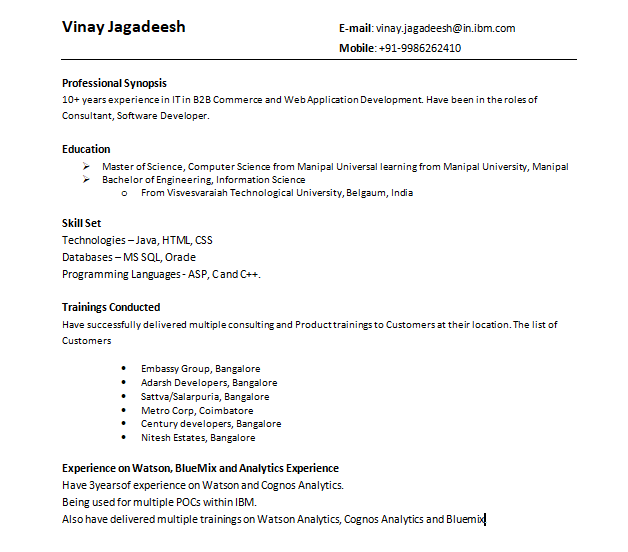 Vinay Jagadeesh
E-mail: vinay.jagadeesh@in.ibm.com
Mobile: +91-9986262410
Professional Synopsis
10+ years experience in IT in B2B Commerce and Web Application Development. Have been in the roles of
Consultant, Software Developer.
Education
➢ Master of Science, Computer Science from Manipal Universal learning from Manipal University, Manipal
➢ Bachelor of Engineering, Information Science
o From Visvesvaraiah Technological University, Belgaum, India
Skill Set
Technologies – Java, HTML, CSS
Databases – MS SQL, Oracle
Programming Languages - ASP, C and C++.
Trainings Conducted
Have successfully delivered multiple consulting and Product trainings to Customers at their location. The list of
Customers
• Embassy Group, Bangalore
• Adarsh Developers, Bangalore
• Sattva/Salarpuria, Bangalore
• Metro Corp, Coimbatore
• Century developers, Bangalore
• Nitesh Estates, Bangalore
Experience on Watson, BlueMix and Analytics Experience
Have 3yearsof experience on Watson and Cognos Analytics.
Being used for multiple POCs within IBM.
Also have delivered multiple trainings on Watson Analytics, Cognos Analytics and Bluemix